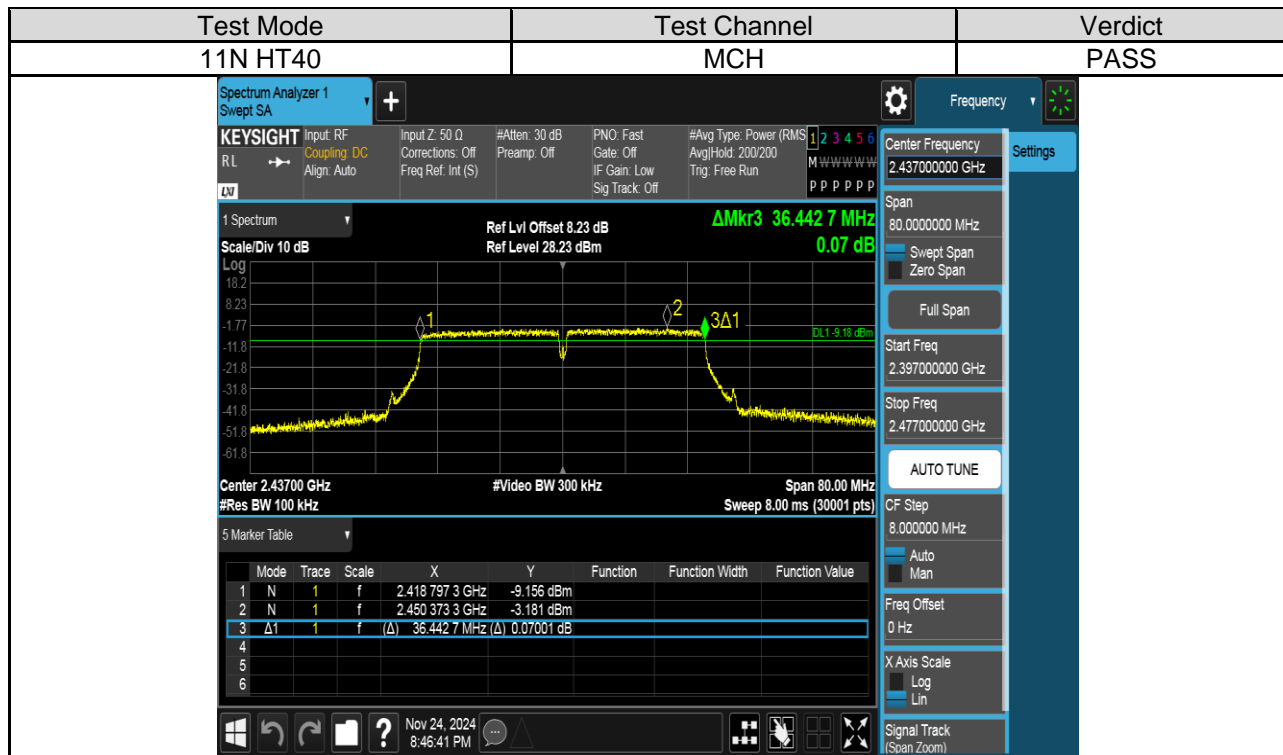 Test Mode Test Channel Verdict
11N HT40 MCH PASS
Spectrum Analyzer 1
Swept SA
+
Frequency
KEYSIGHT Input: RF Input Z: 50 Ω #Atten: 30 dB PNO: Fast #Avg Type: Power (RMS 1 2 3 4 5 6
RL Coupling: DC Corrections: Off Preamp: Off Gate: Off Avg|Hold: 200/200 M W W W W W
Align: Auto Freq Ref: Int (S) IF Gain: Low Trig: Free Run
LXI Sig Track: Off P P P P P P
Center Frequency
2.437000000 GHz
Settings
1 Spectrum
Scale/Div 10 dB
Ref Lvl Offset 8.23 dB
Ref Level 28.23 dBm
ΔMkr3 36.442 7 MHz
0.07 dB
Log
18.2
8.23
-1.77
-11.8
-21.8
-31.8
-41.8
-51.8
-61.8
1
2
3Δ1
DL1 -9.18 dBm
Center 2.43700 GHz #Video BW 300 kHz Span 80.00 MHz
#Res BW 100 kHz Sweep 8.00 ms (30001 pts)
Span
80.0000000 MHz
Swept Span
Zero Span
Full Span
Start Freq
2.397000000 GHz
Stop Freq
2.477000000 GHz
AUTO TUNE
CF Step
8.000000 MHz
Auto
Man
Freq Offset
0 Hz
X Axis Scale
Log
Lin
Signal Track
(Span Zoom)
5 Marker Table
Mode Trace Scale X Y Function Function Width Function Value
1 N 1 f 2.418 797 3 GHz -9.156 dBm
2 N 1 f 2.450 373 3 GHz -3.181 dBm
3 Δ1 1 f (Δ) 36.442 7 MHz (Δ) 0.07001 dB
4
5
6
? Nov 24, 2024
8:46:41 PM